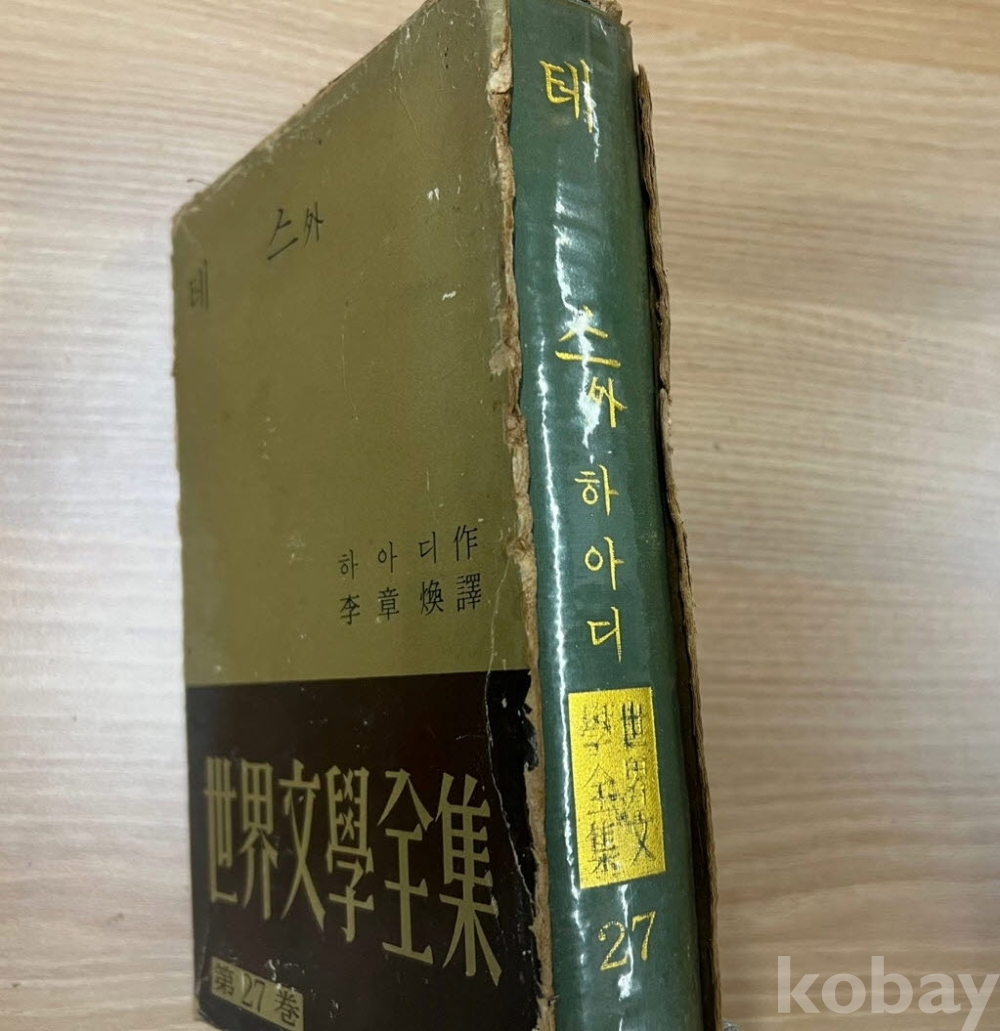 테 스 外
하아디 作
李章煥 譯
世界文學全集
第27卷
테스 外
하아디
世界文學全集
27
kobay